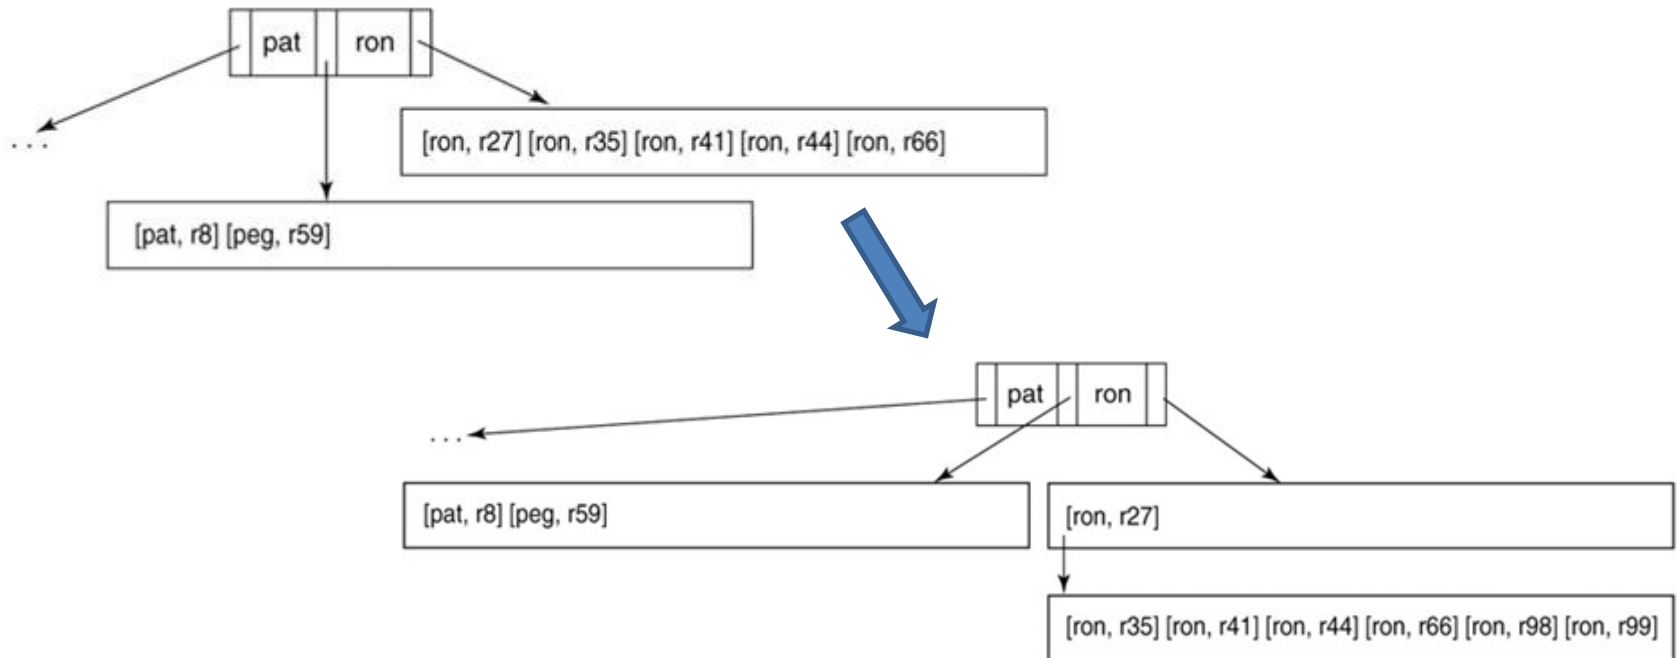 pat ron
...
[ron, r27] [ron, r35] [ron, r41] [ron, r44] [ron, r66]
[pat, r8] [peg, r59]
pat ron
...
[pat, r8] [peg, r59]
[ron, r27]
[ron, r35] [ron, r41] [ron, r44] [ron, r66] [ron, r98] [ron, r99]